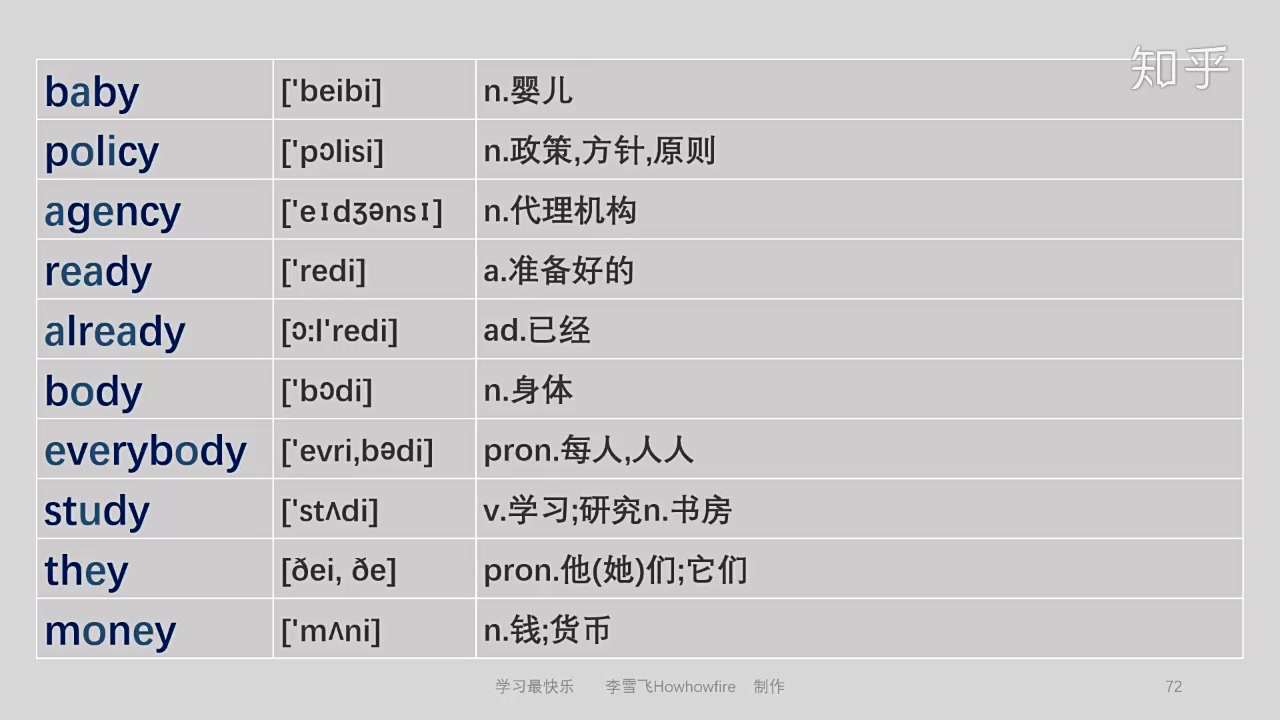 知乎
baby ['beibi] n.婴儿
policy ['pɔlisi] n.政策,方针,原则
agency ['eɪdʒənsɪ] n.代理机构
ready ['redi] a.准备好的
already [ɔ:l'redi] ad.已经
body ['bɔdi] n.身体
everybody ['evri,bədi] pron.每人,人人
study ['stʌdi] v.学习;研究n.书房
they [ðei, ðe] pron.他(她)们;它们
money ['mʌni] n.钱;货币
学习最快乐 李雪飞Howhowfire 制作 72